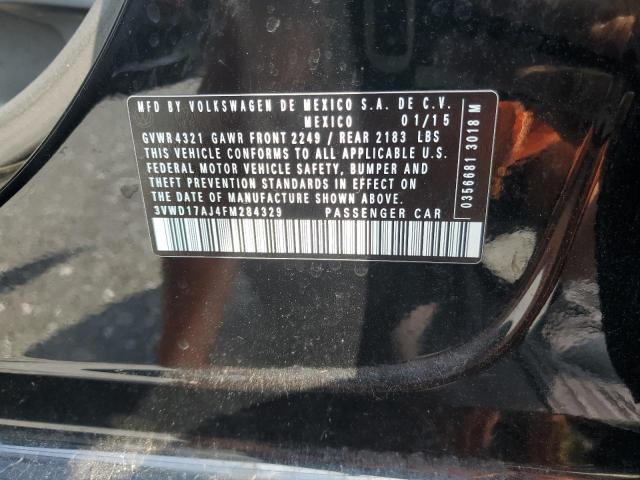 MFD BY VOLKSWAGEN DE MEXICO S.A. DE C.V.
MEXICO 01/15
GVWR 4321 GAWR FRONT 2249 / REAR 2183 LBS
THIS VEHICLE CONFORMS TO ALL APPLICABLE U.S.
FEDERAL MOTOR VEHICLE SAFETY, BUMPER AND
THEFT PREVENTION STANDARDS IN EFFECT ON
THE DATE OF MANUFACTURE SHOWN ABOVE.
3VWD17AJ4FM284329 PASSENGER CAR
0356681 3018 M